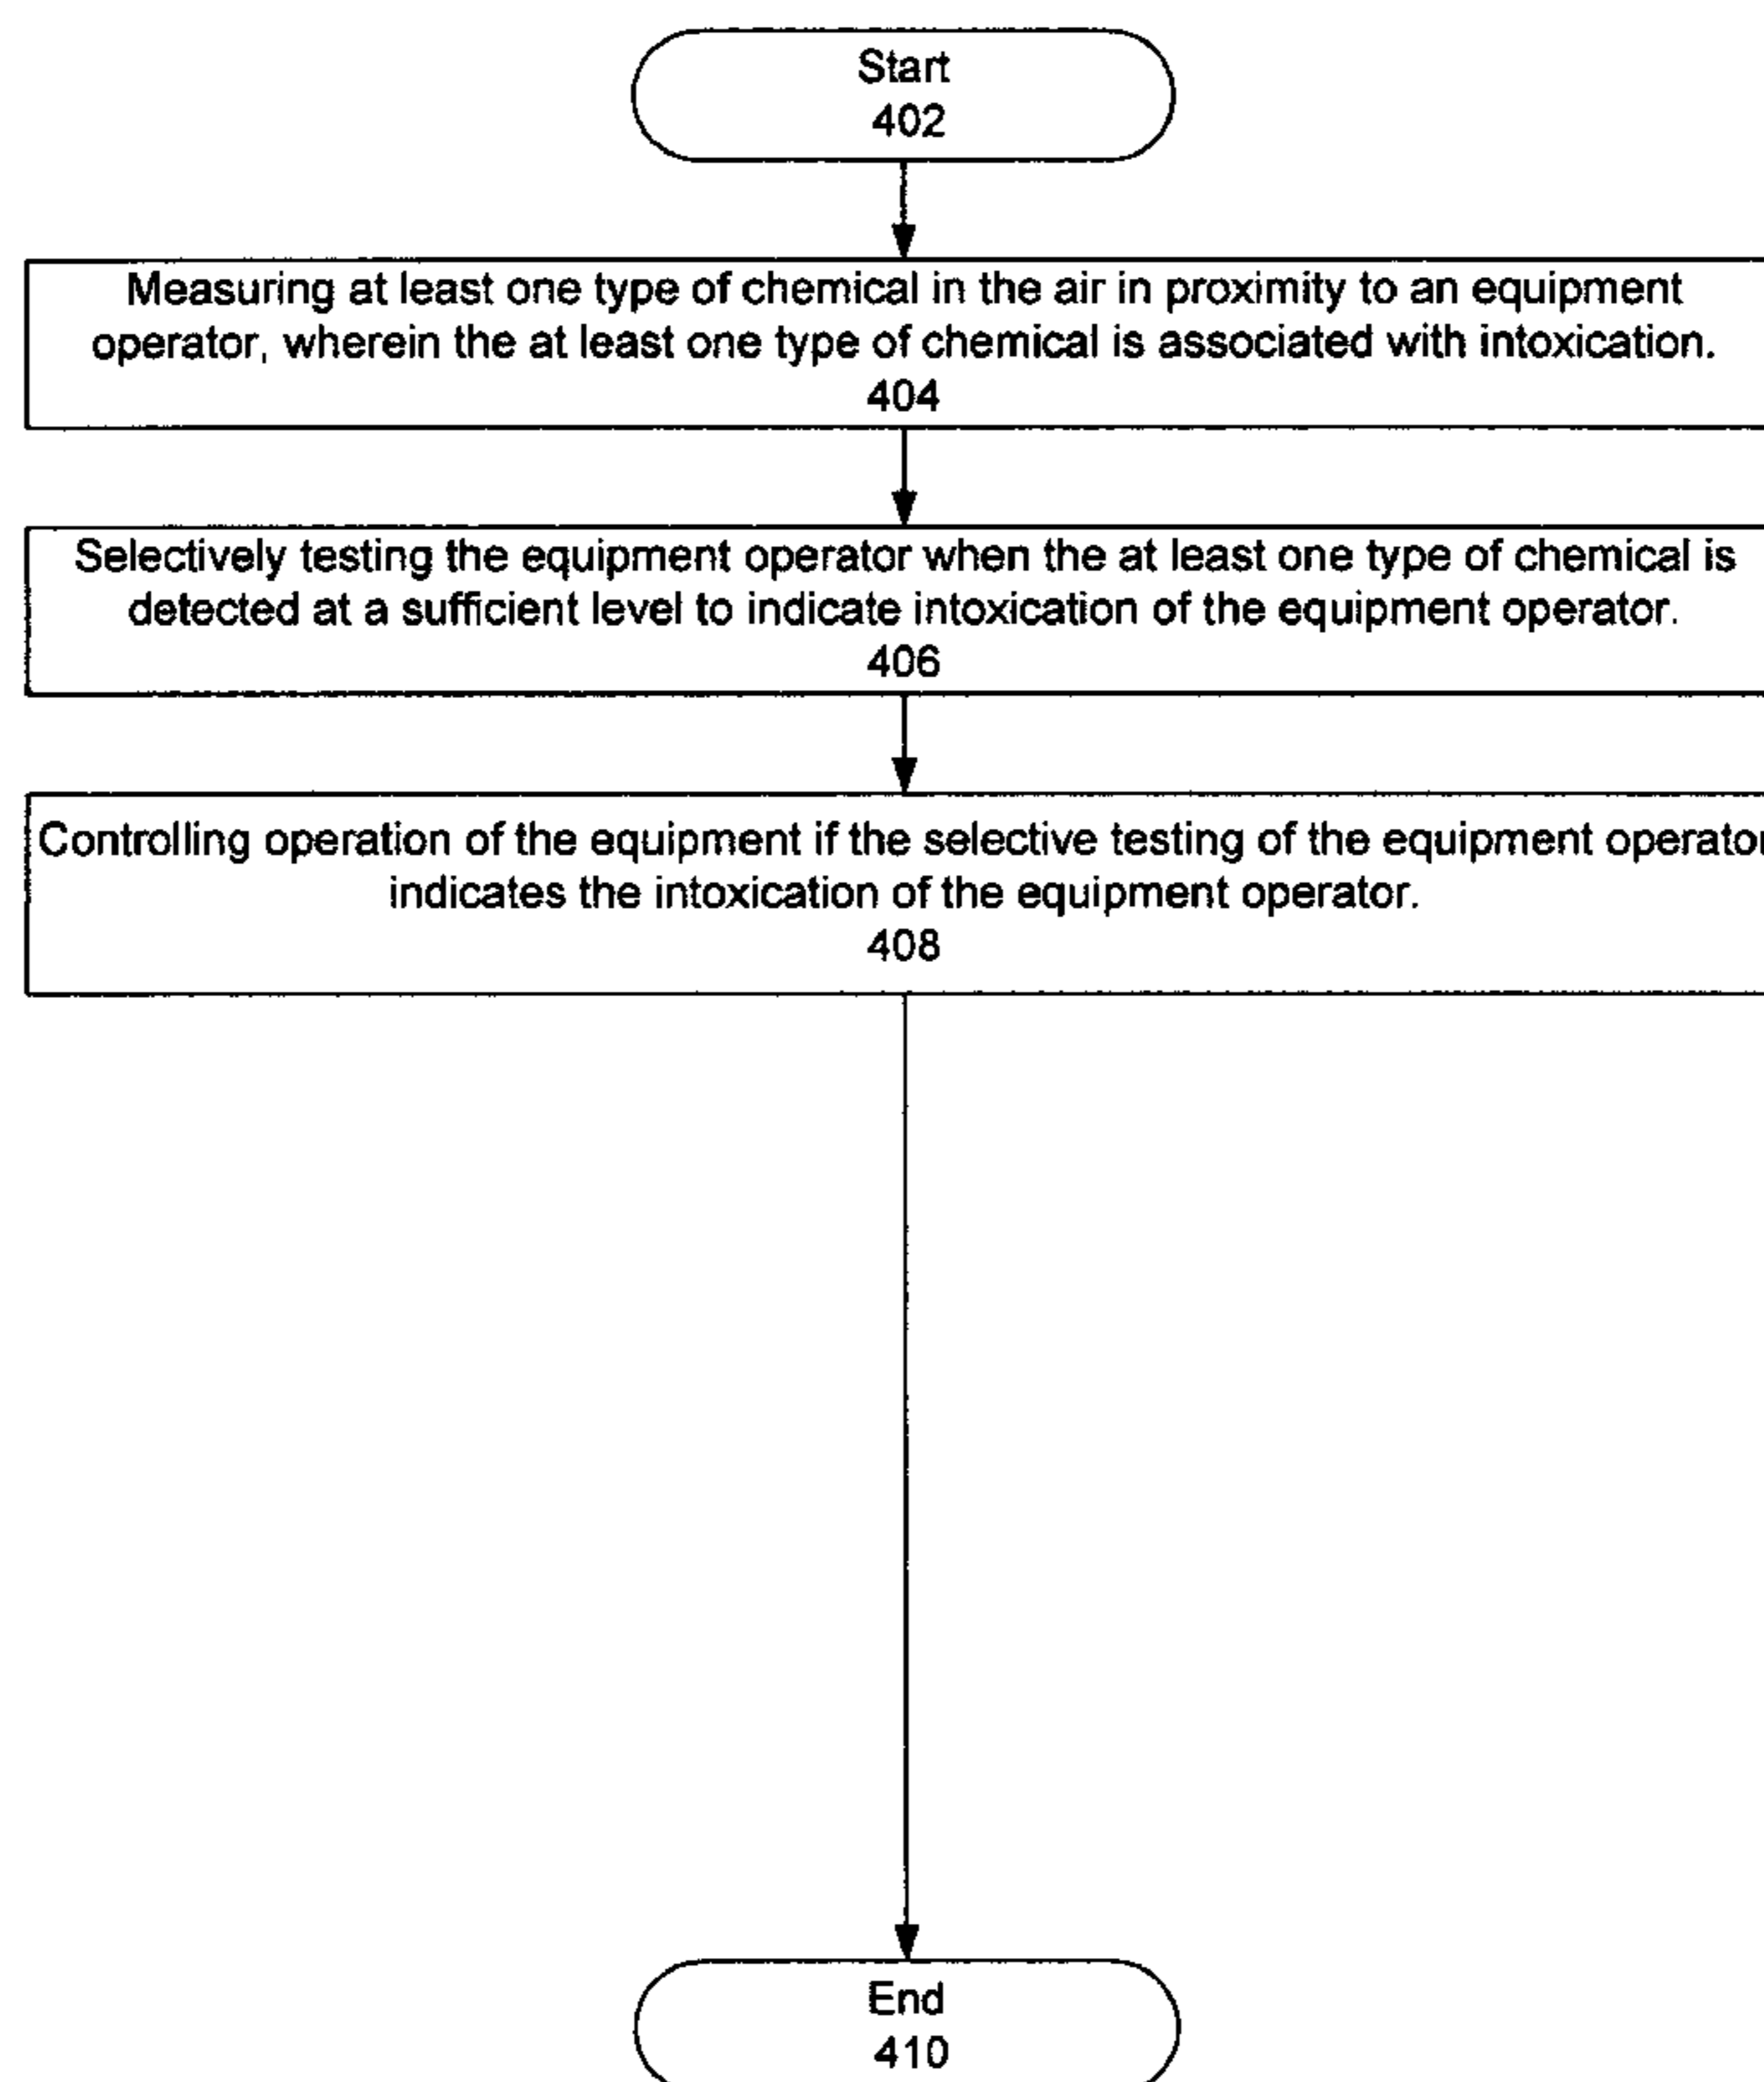 Start
402
Measuring at least one type of chemical in the air in proximity to an equipment
operator, wherein the at least one type of chemical is associated with intoxication.
404
Selectively testing the equipment operator when the at least one type of chemical is
detected at a sufficient level to indicate intoxication of the equipment operator.
406
Controlling operation of the equipment if the selective testing of the equipment operator
indicates the intoxication of the equipment operator.
408
End
410